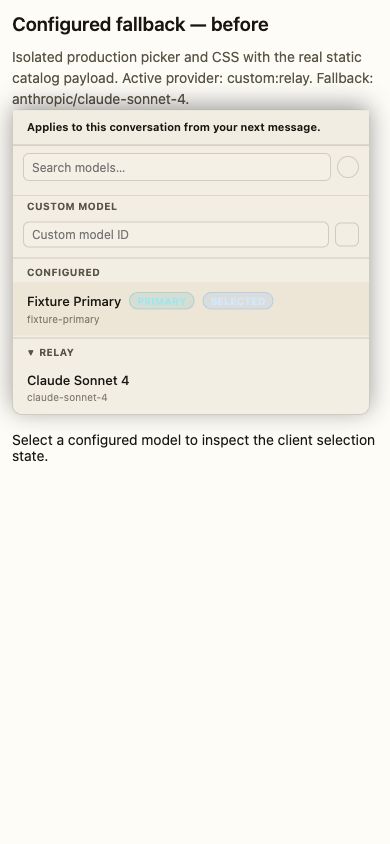 Configured fallback — before
Isolated production picker and CSS with the real static
catalog payload. Active provider: custom:relay. Fallback:
anthropic/claude-sonnet-4.
Applies to this conversation from your next message.
Search models...
CUSTOM MODEL
Custom model ID
CONFIGURED
Fixture Primary PRIMARY SELECTED
fixture-primary
▾ RELAY
Claude Sonnet 4
claude-sonnet-4
Select a configured model to inspect the client selection
state.